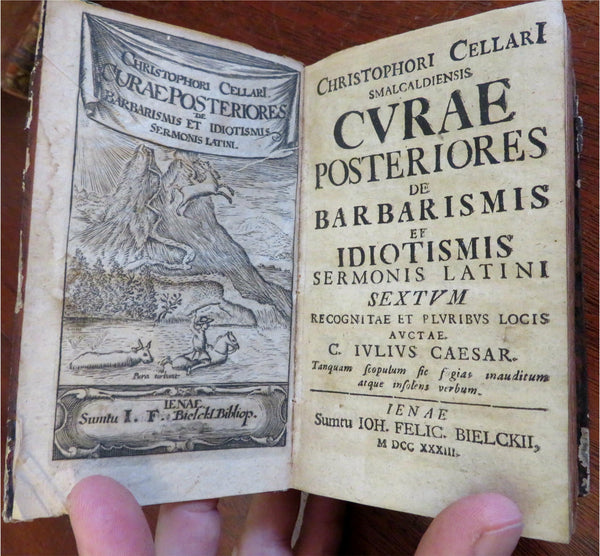 CHRISTOPHORI CELLARI
CURAE POSTERIORES
DE
BARBARISMIS ET IDIOTISMIS
SERMONIS LATINI.
IENAE
Sumtu I. F. Bielckl Bibliop.
CHRISTOPHORI CELLARI
SMALCALDIENSIS
CVRAE
POSTERIORES
DE
BARBARISMIS
ET
IDIOTISMIS
SERMONIS LATINI
SEXTVM
RECOGNITAE ET PLVRIBVS LOCIS
AVCTAE.
C. IVLIVS CAESAR.
Tanquam scopulum sic f gias inauditum
atque insolens verbum.
IENAE
Sumtu IOH. FELIC. BIELCKII,
M DCC XXXIII.